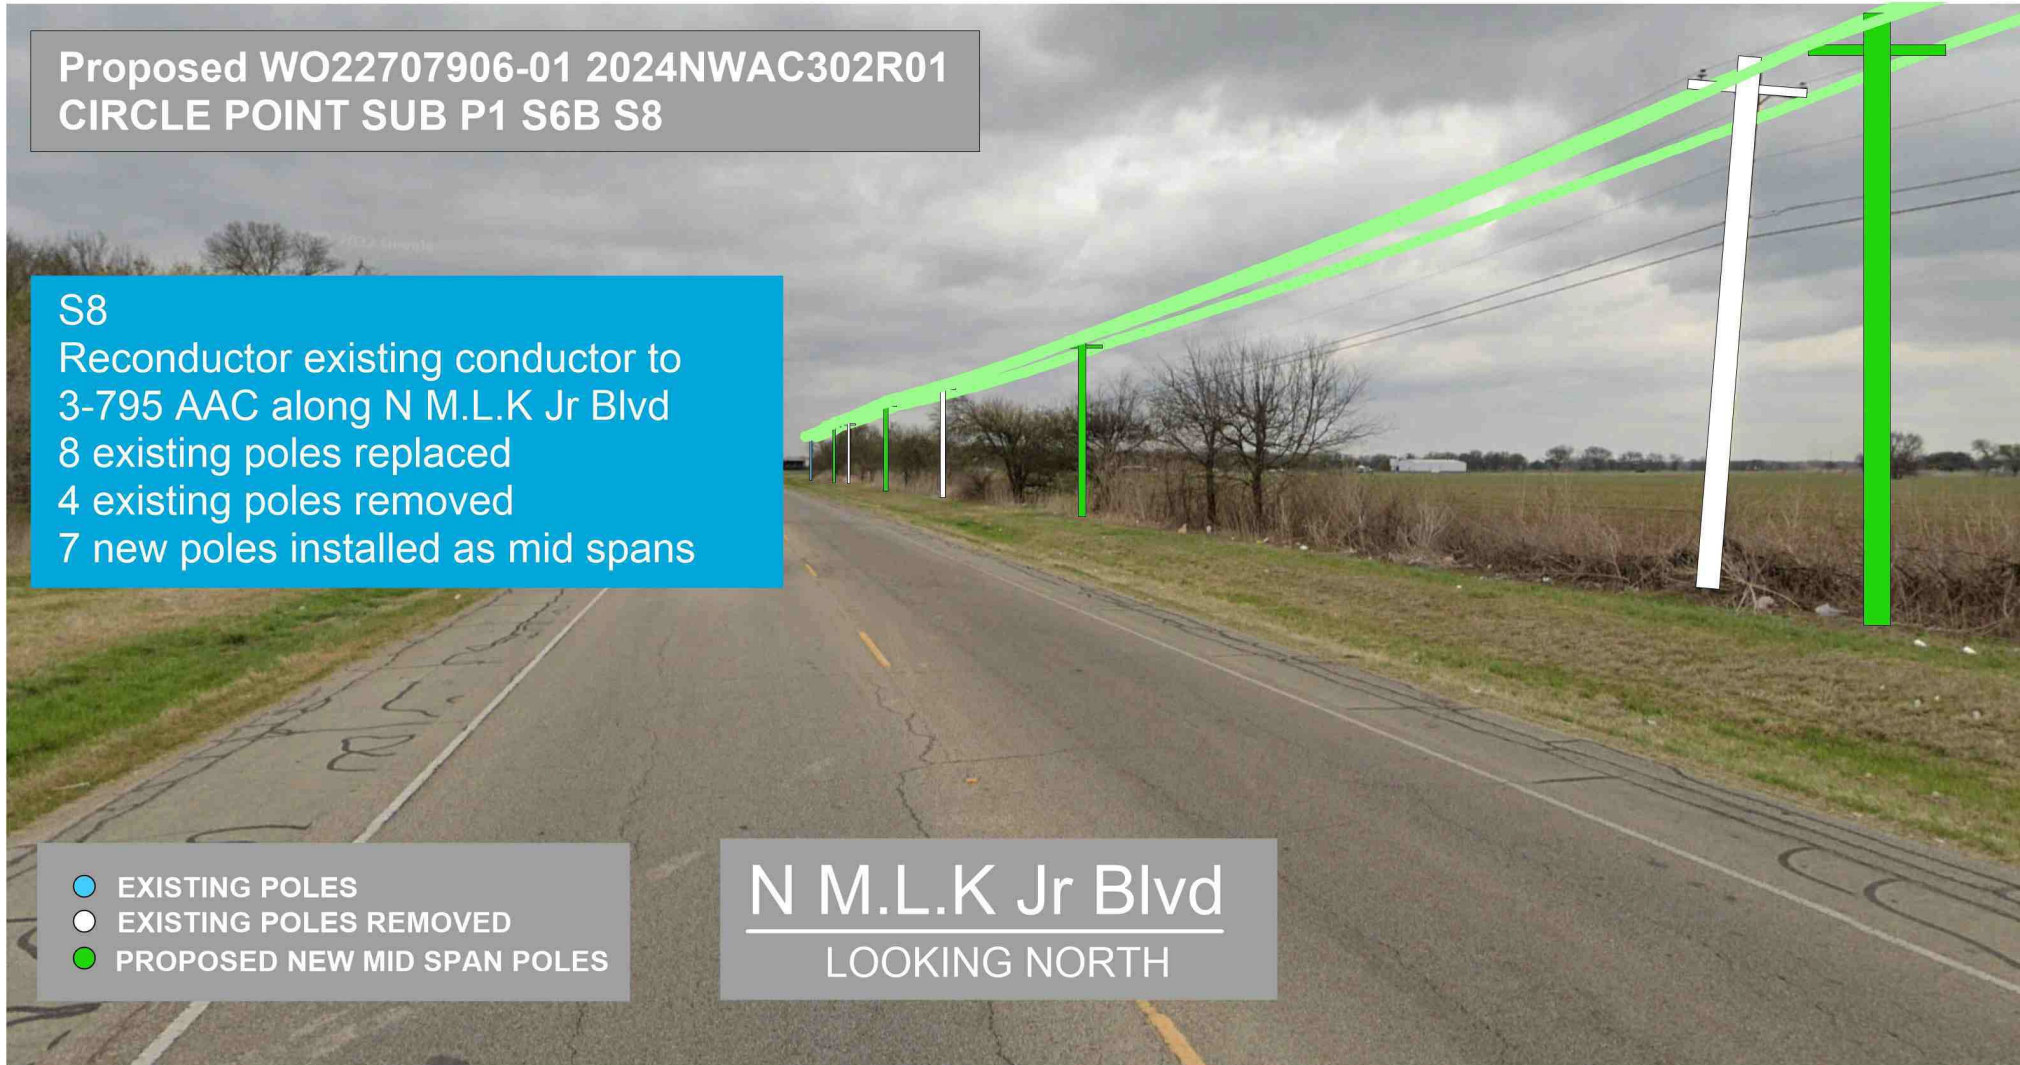 Proposed WO22707906-01 2024NWAC302R01
CIRCLE POINT SUB P1 S6B S8
© 2022 Google
S8
Reconductor existing conductor to
3-795 AAC along N M.L.K Jr Blvd
8 existing poles replaced
4 existing poles removed
7 new poles installed as mid spans
EXISTING POLES
EXISTING POLES REMOVED
PROPOSED NEW MID SPAN POLES
N M.L.K Jr Blvd
LOOKING NORTH